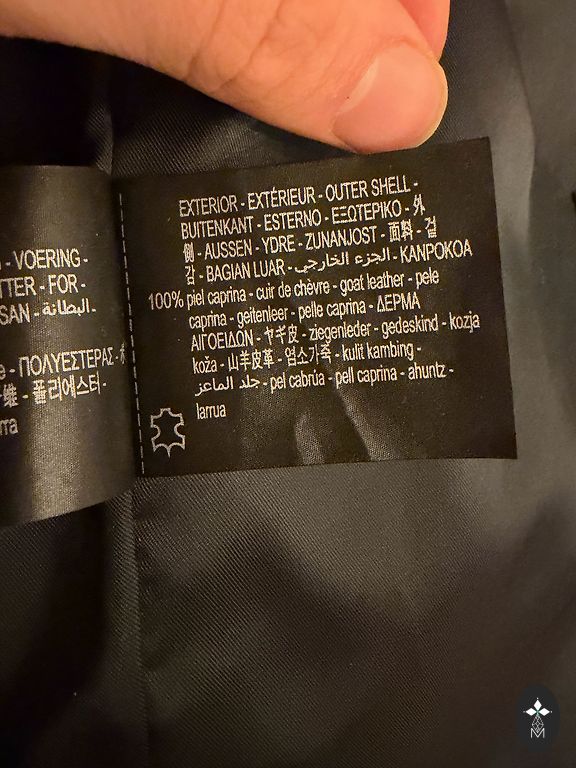 - VOERING -
TTER - FOR -
SAN - البطانة.
e - ΠΟΛΥΕΣΤΕΡΑΣ -
維 - 폴리에스터 -
rra
EXTERIOR - EXTÉRIEUR - OUTER SHELL -
BUITENKANT - ESTERNO - ΕΞΩΤΕΡΙΚΟ - 外
側 - AUSSEN - YDRE - ZUNANJOST - 面料 - 겉
감 - BAGIAN LUAR - الجزء الخارجي - KANPOKOA
100% piel caprina - cuir de chèvre - goat leather - pele
caprina - geitenleer - pelle caprina - ΔΕΡΜΑ
ΑΙΓΟΕΙΔΩΝ - ヤギ皮 - ziegenleder - gedeskind - kozja
koža - 山羊皮革 - 염소가죽 - kulit kambing -
جلد الماعز - pel cabrúa - pell caprina - ahuntz -
larrua
M